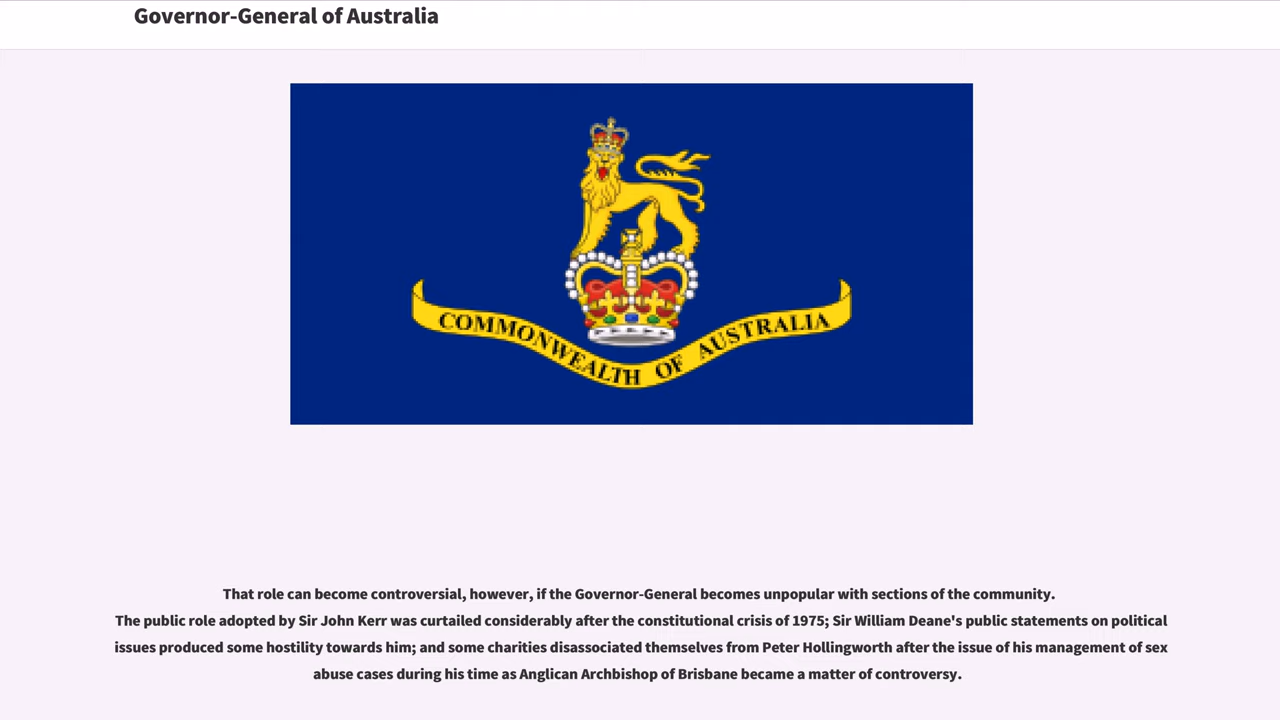 Governor-General of Australia
COMMONWEALTH OF AUSTRALIA
That role can become controversial, however, if the Governor-General becomes unpopular with sections of the community.
The public role adopted by Sir John Kerr was curtailed considerably after the constitutional crisis of 1975; Sir William Deane's public statements on political
issues produced some hostility towards him; and some charities disassociated themselves from Peter Hollingworth after the issue of his management of sex
abuse cases during his time as Anglican Archbishop of Brisbane became a matter of controversy.